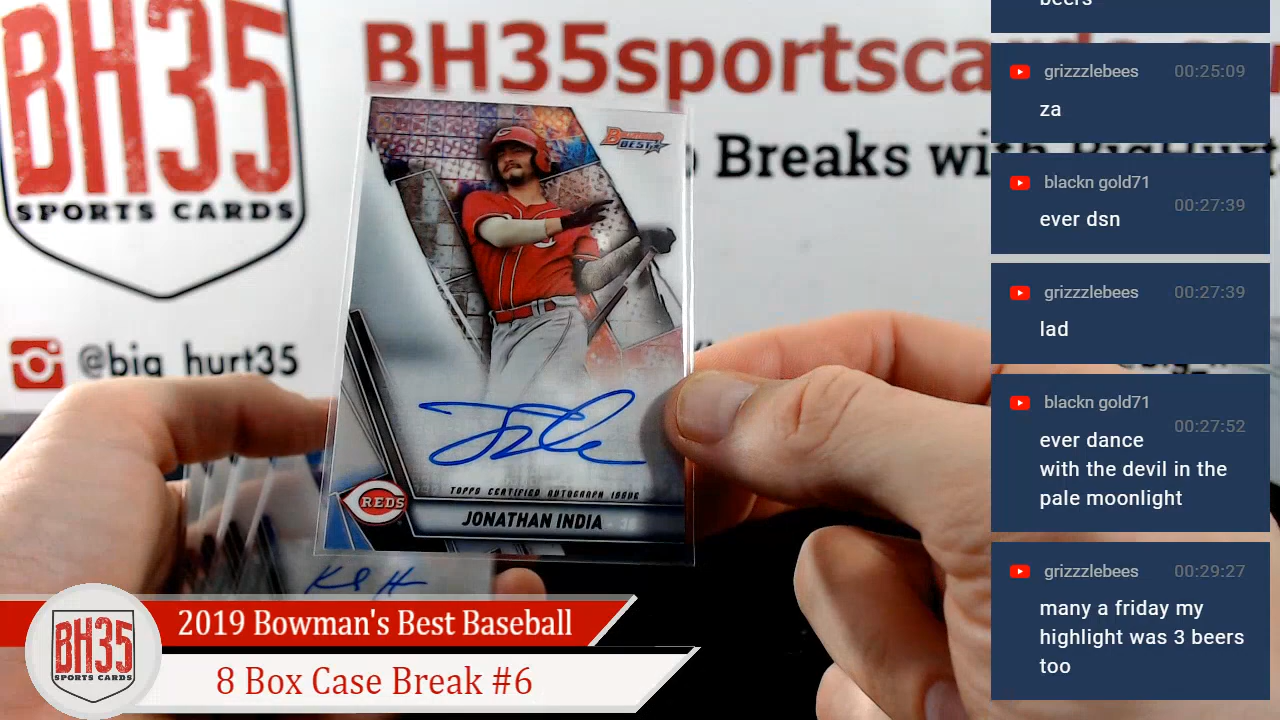 BH35
SPORTS CARDS
BH35sportsca
Breaks with
@big_hurt35
Bowman's
BEST
TOPPS CERTIFIED AUTOGRAPH ISSUE
REDS
JONATHAN INDIA - 3B
BH35
SPORTS CARDS
2019 Bowman's Best Baseball
8 Box Case Break #6
beers
grizzzlebees 00:25:09
za
blackn gold71
00:27:39
ever dsn
grizzzlebees 00:27:39
lad
blackn gold71
00:27:52
ever dance
with the devil in the
pale moonlight
grizzzlebees 00:29:27
many a friday my
highlight was 3 beers
too